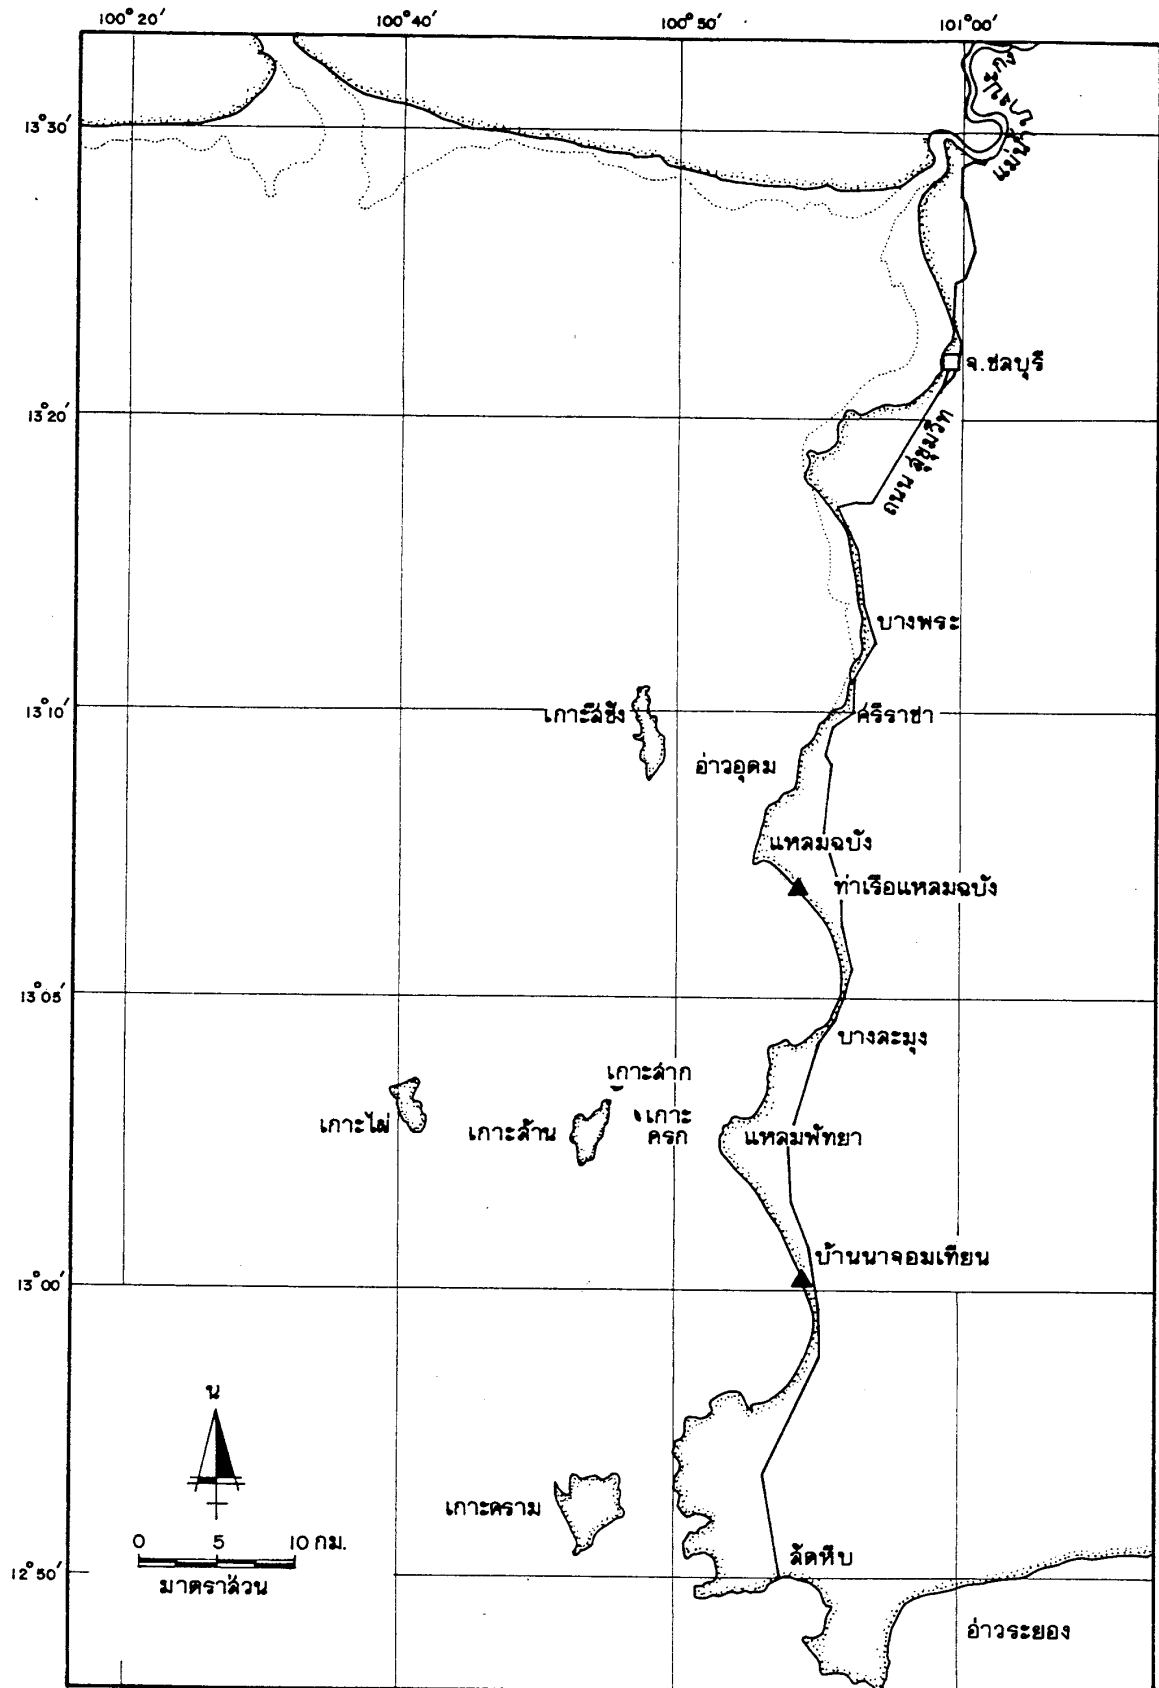 100°20′
100°40′
100°50′
101°00′
13°30′
แม่น้ำบางปะกง
จ.ชลบุรี
13°20′
ถนน สุขุมวิท
บางพระ
13°10′
เกาะสีชัง
ศรีราชา
อ่าวอุดม
แหลมฉบัง
ท่าเรือแหลมฉบัง
13°05′
บางละมุง
เกาะสาก
เกาะไผ่
เกาะล้าน
เกาะ
ครก
แหลมพัทยา
บ้านนาจอมเทียน
13°00′
น
เกาะคราม
0 5 10 กม.
มาตราส่วน
12°50′
สัตหีบ
อ่าวระยอง